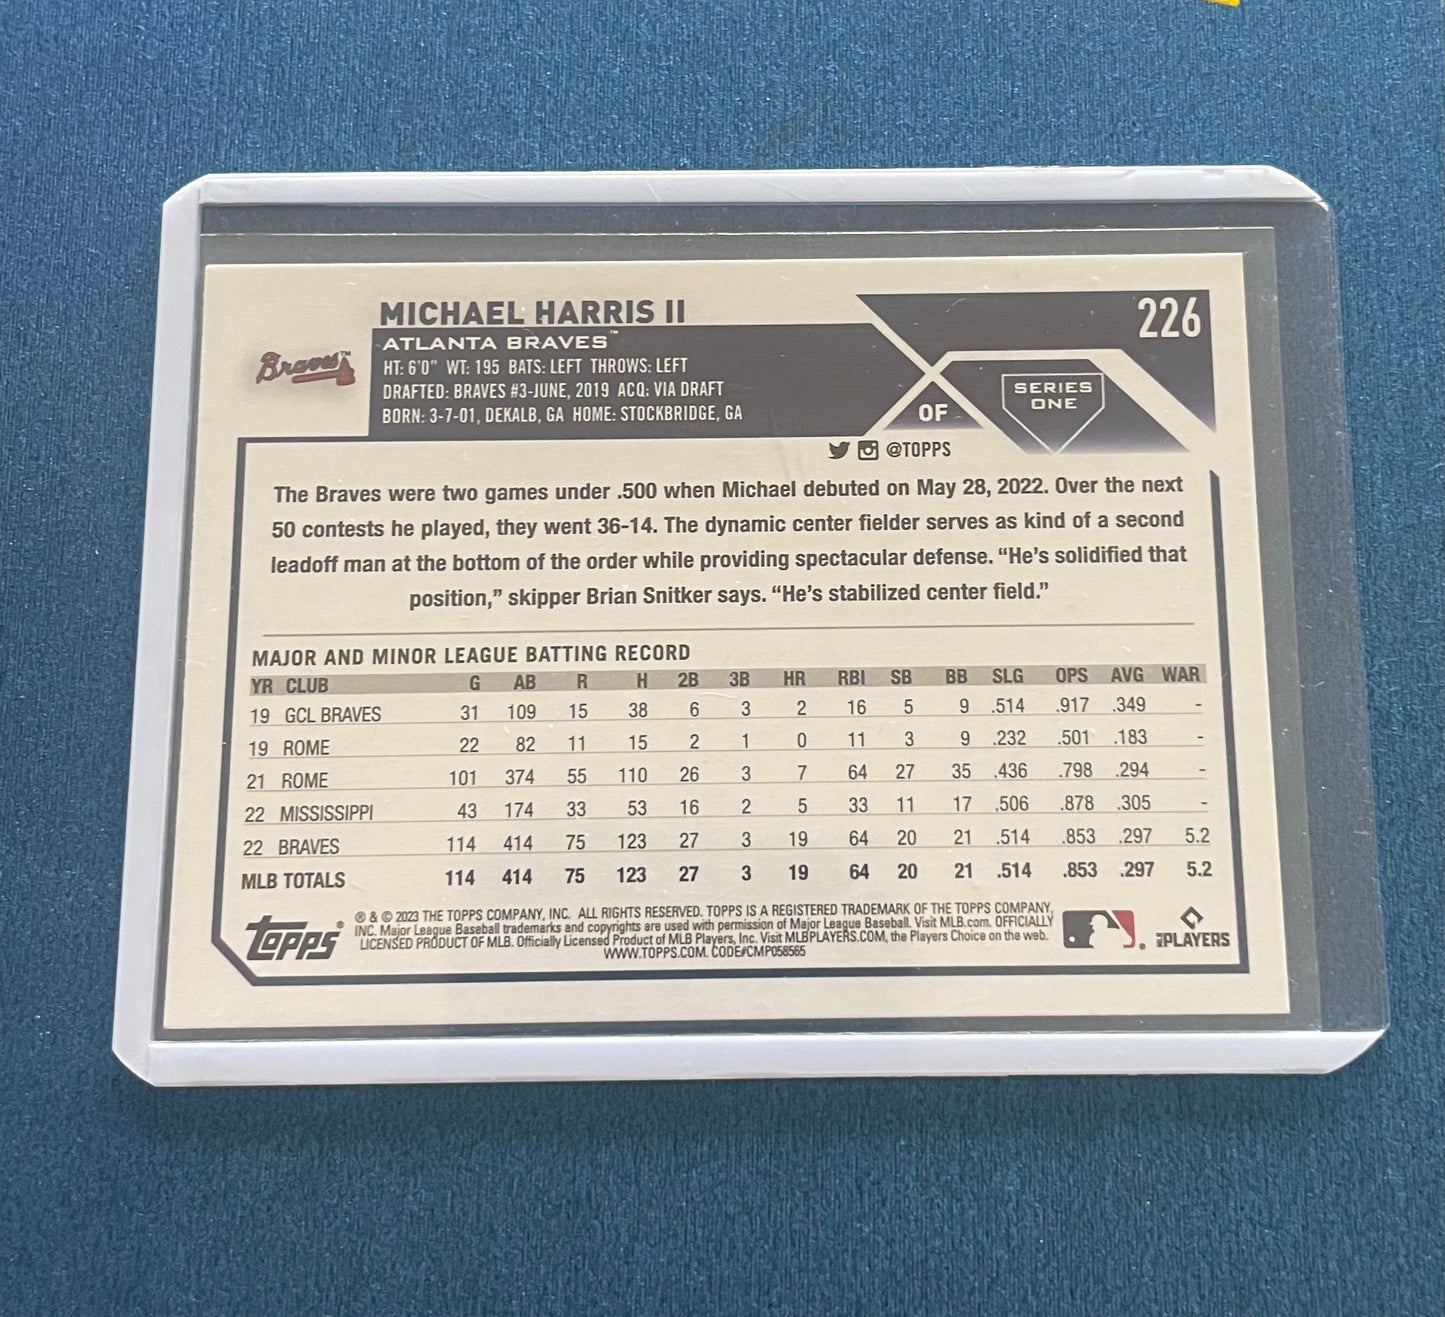 MICHAEL HARRIS II
226
ATLANTA BRAVES™
Braves™
HT: 6'0" WT: 195 BATS: LEFT THROWS: LEFT
DRAFTED: BRAVES #3-JUNE, 2019 ACQ: VIA DRAFT
BORN: 3-7-01, DEKALB, GA HOME: STOCKBRIDGE, GA
OF
SERIES
ONE
@TOPPS
The Braves were two games under .500 when Michael debuted on May 28, 2022. Over the next
50 contests he played, they went 36-14. The dynamic center fielder serves as kind of a second
leadoff man at the bottom of the order while providing spectacular defense. “He’s solidified that
position,” skipper Brian Snitker says. “He’s stabilized center field.”
MAJOR AND MINOR LEAGUE BATTING RECORD
YR CLUB G AB R H 2B 3B HR RBI SB BB SLG OPS AVG WAR
19 GCL BRAVES 31 109 15 38 6 3 2 16 5 9 .514 .917 .349 -
19 ROME 22 82 11 15 2 1 0 11 3 9 .232 .501 .183 -
21 ROME 101 374 55 110 26 3 7 64 27 35 .436 .798 .294 -
22 MISSISSIPPI 43 174 33 53 16 2 5 33 11 17 .506 .878 .305 -
22 BRAVES 114 414 75 123 27 3 19 64 20 21 .514 .853 .297 5.2
MLB TOTALS 114 414 75 123 27 3 19 64 20 21 .514 .853 .297 5.2
topps®
® & © 2023 THE TOPPS COMPANY, INC. ALL RIGHTS RESERVED. TOPPS IS A REGISTERED TRADEMARK OF THE TOPPS COMPANY,
INC. Major League Baseball trademarks and copyrights are used with permission of Major League Baseball. Visit MLB.com. OFFICIALLY
LICENSED PRODUCT OF MLB. Officially Licensed Product of MLB Players, Inc. Visit MLBPLAYERS.COM, the Players Choice on the web.
WWW.TOPPS.COM. CODE#CMP058565
MLBPLAYERS